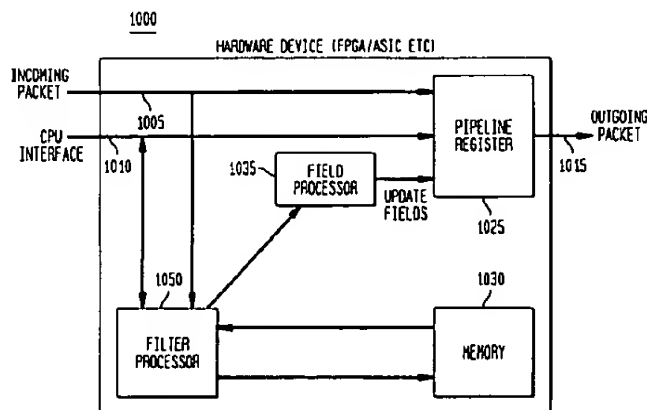 1000
HARDWARE DEVICE (FPGA/ASIC ETC)
INCOMING
PACKET
1005
CPU
INTERFACE
1010
PIPELINE
REGISTER
OUTGOING
PACKET
1015
1035
FIELD
PROCESSOR
UPDATE
FIELDS
1025
1050
FILTER
PROCESSOR
1030
MEMORY